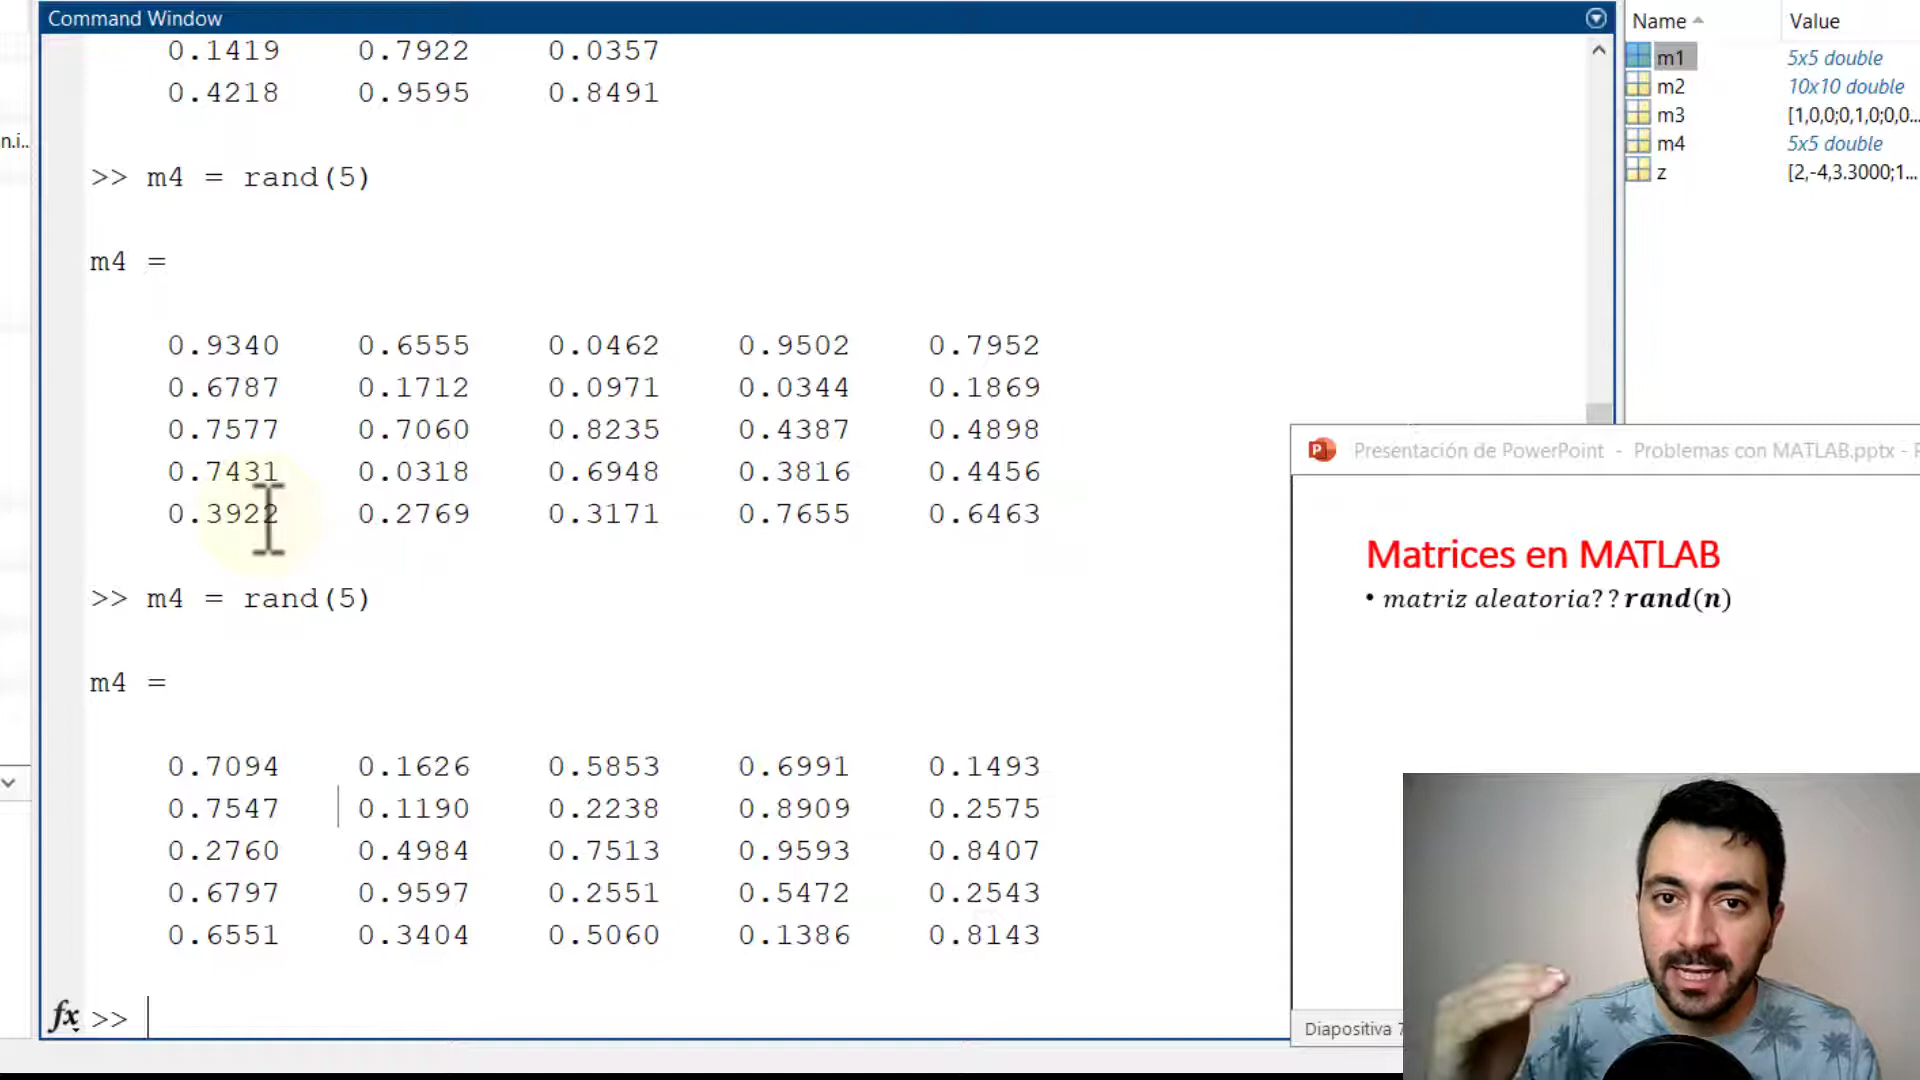 Command Window
0.1419 0.7922 0.0357
0.4218 0.9595 0.8491
>> m4 = rand(5)
m4 =
0.9340 0.6555 0.0462 0.9502 0.7952
0.6787 0.1712 0.0971 0.0344 0.1869
0.7577 0.7060 0.8235 0.4387 0.4898
0.7431 0.0318 0.6948 0.3816 0.4456
0.3922 0.2769 0.3171 0.7655 0.6463
>> m4 = rand(5)
m4 =
0.7094 0.1626 0.5853 0.6991 0.1493
0.7547 0.1190 0.2238 0.8909 0.2575
0.2760 0.4984 0.7513 0.9593 0.8407
0.6797 0.9597 0.2551 0.5472 0.2543
0.6551 0.3404 0.5060 0.1386 0.8143
fx >>
n.i...
Name Value
m1 5x5 double
m2 10x10 double
m3 [1,0,0;0,1,0;0,0...
m4 5x5 double
z [2,-4,3.3000;1...
Presentación de PowerPoint - Problemas con MATLAB.pptx -
Matrices en MATLAB
• matriz aleatoria?? rand(n)
Diapositiva 7